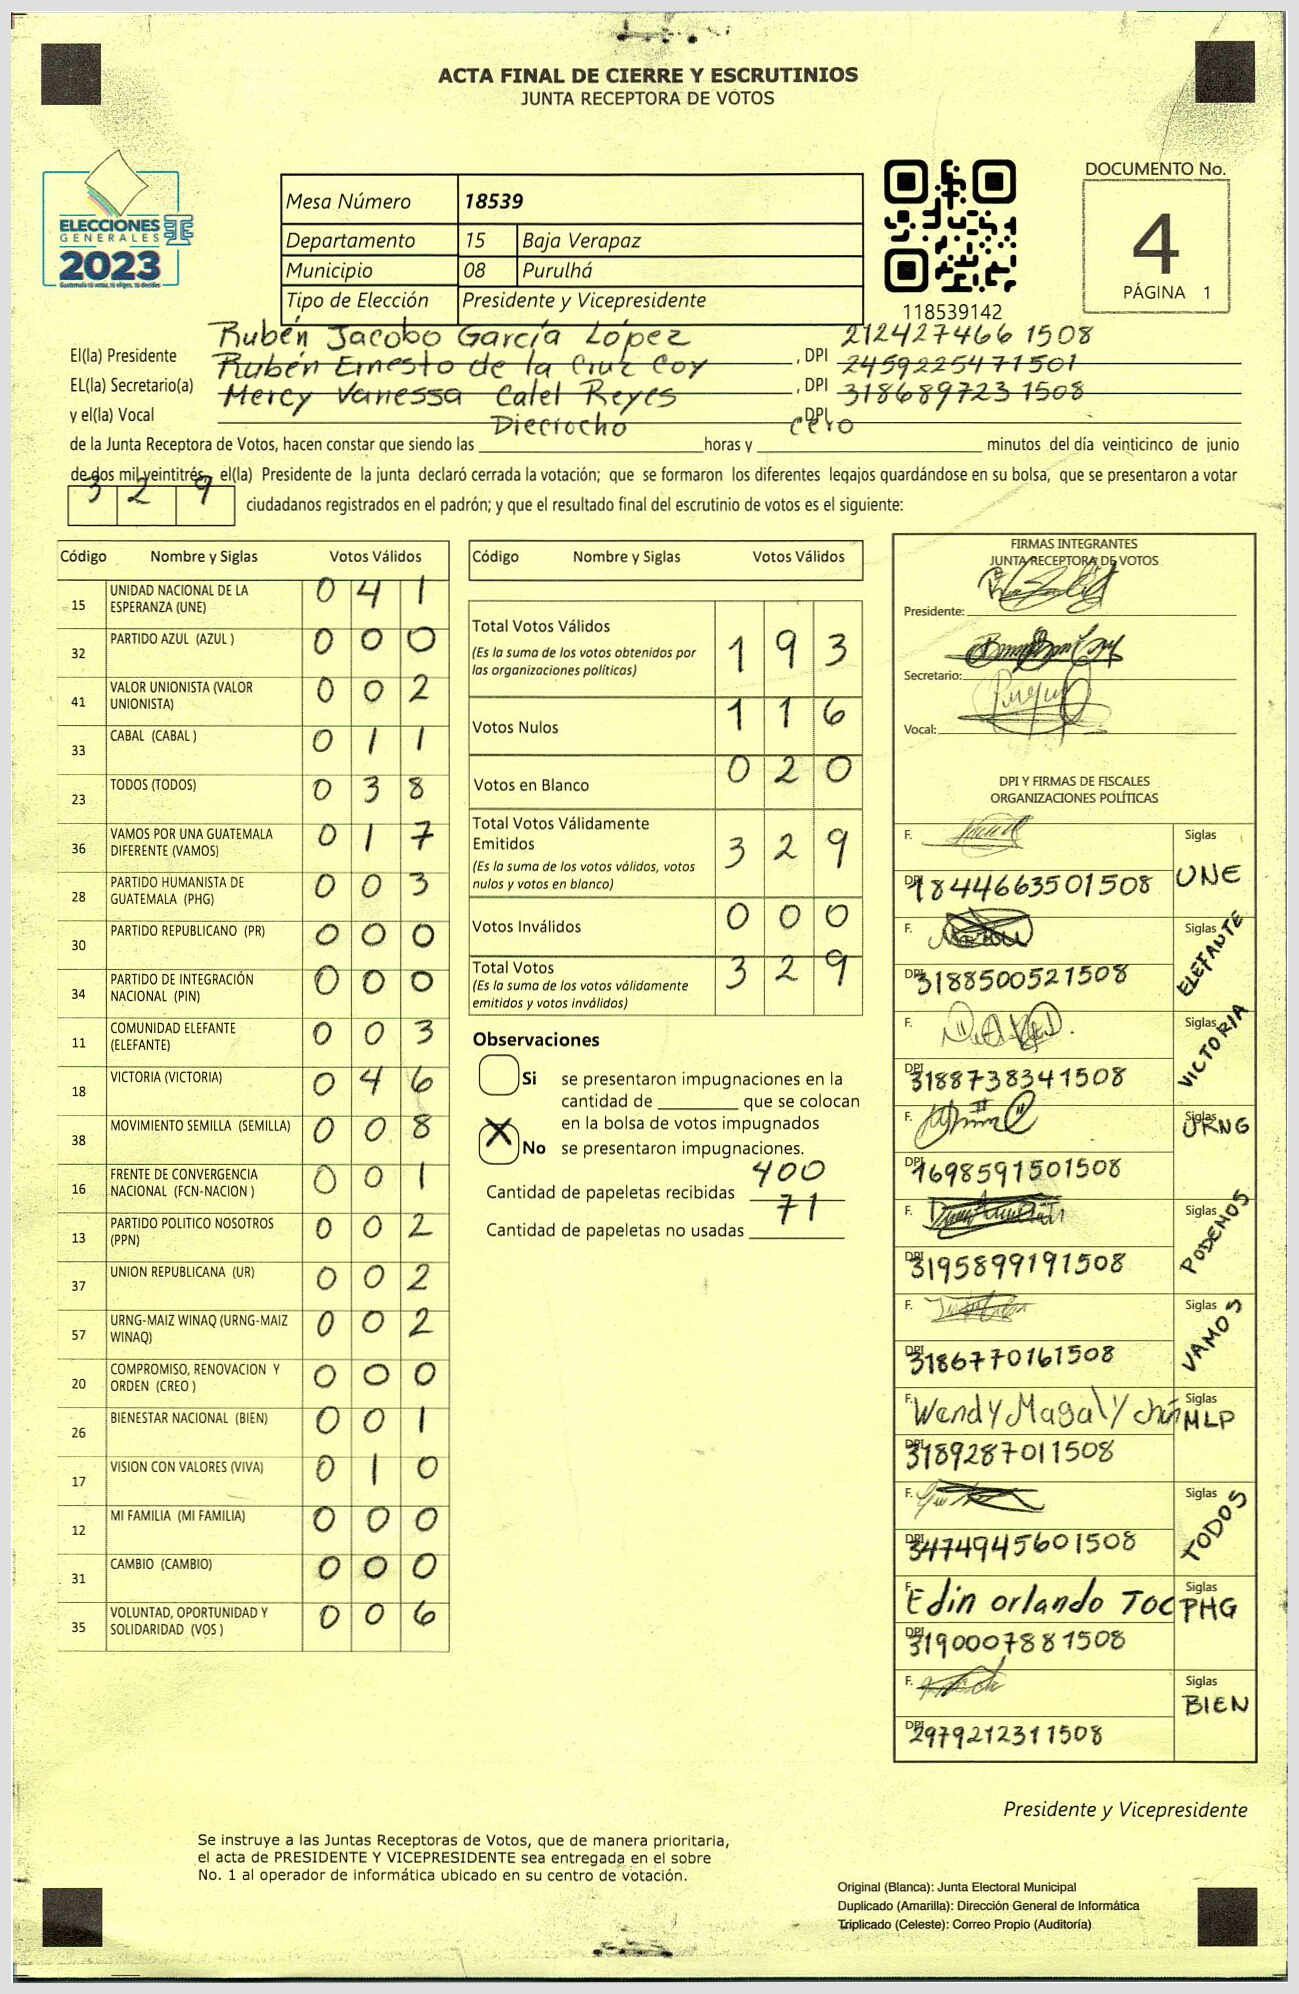 ACTA FINAL DE CIERRE Y ESCRUTINIOS
JUNTA RECEPTORA DE VOTOS
ELECCIONES
GENERALES
2023
Mesa Número 18539
Departamento 15 Baja Verapaz
Municipio 08 Purulhá
Tipo de Elección Presidente y Vicepresidente
118539142
DOCUMENTO No.
4
PÁGINA 1
El(la) Presidente Rubén Jacobo García López , DPI 212427466 1508
EL(la) Secretario(a) Rubén Ernesto de la Cruz Coy , DPI 2459225471501
y el(la) Vocal Mercy Vanessa Calel Reyes DPI 318689723 1508
de la Junta Receptora de Votos, hacen constar que siendo las Dieciocho horas y cero minutos del día veinticinco de junio
de dos mil veintitrés, el(la) Presidente de la junta declaró cerrada la votación; que se formaron los diferentes legajos quardándose en su bolsa, que se presentaron a votar
3 2 9 ciudadanos registrados en el padrón; y que el resultado final del escrutinio de votos es el siguiente:
Código Nombre y Siglas Votos Válidos
15 UNIDAD NACIONAL DE LA ESPERANZA (UNE) 0 4 1
32 PARTIDO AZUL (AZUL ) 0 0 0
41 VALOR UNIONISTA (VALOR UNIONISTA) 0 0 2
33 CABAL (CABAL ) 0 1 1
23 TODOS (TODOS) 0 3 8
36 VAMOS POR UNA GUATEMALA DIFERENTE (VAMOS) 0 1 7
28 PARTIDO HUMANISTA DE GUATEMALA (PHG) 0 0 3
30 PARTIDO REPUBLICANO (PR) 0 0 0
34 PARTIDO DE INTEGRACIÓN NACIONAL (PIN) 0 0 0
11 COMUNIDAD ELEFANTE (ELEFANTE) 0 0 3
18 VICTORIA (VICTORIA) 0 4 6
38 MOVIMIENTO SEMILLA (SEMILLA) 0 0 8
16 FRENTE DE CONVERGENCIA NACIONAL (FCN-NACION ) 0 0 1
13 PARTIDO POLITICO NOSOTROS (PPN) 0 0 2
37 UNION REPUBLICANA (UR) 0 0 2
57 URNG-MAIZ WINAQ (URNG-MAIZ WINAQ) 0 0 2
20 COMPROMISO, RENOVACION Y ORDEN (CREO ) 0 0 0
26 BIENESTAR NACIONAL (BIEN) 0 0 1
17 VISION CON VALORES (VIVA) 0 1 0
12 MI FAMILIA (MI FAMILIA) 0 0 0
31 CAMBIO (CAMBIO) 0 0 0
35 VOLUNTAD, OPORTUNIDAD Y SOLIDARIDAD (VOS ) 0 0 6
Código Nombre y Siglas Votos Válidos
Total Votos Válidos 1 9 3
(Es la suma de los votos obtenidos por
las organizaciones políticas)
Votos Nulos 1 1 6
Votos en Blanco 0 2 0
Total Votos Válidamente
Emitidos 3 2 9
(Es la suma de los votos válidos, votos
nulos y votos en blanco)
Votos Inválidos 0 0 0
Total Votos 3 2 9
(Es la suma de los votos válidamente
emitidos y votos inválidos)
Observaciones
Si se presentaron impugnaciones en la
cantidad de ________ que se colocan
en la bolsa de votos impugnados
X No se presentaron impugnaciones.
Cantidad de papeletas recibidas 400
Cantidad de papeletas no usadas 71
FIRMAS INTEGRANTES
JUNTA RECEPTORA DE VOTOS
Presidente:
Secretario:
Vocal:
DPI Y FIRMAS DE FISCALES
ORGANIZACIONES POLÍTICAS
F. Siglas
DPI 1844663501508 UNE
F. Siglas
DPI 3188500521508 ELEFANTE
F. Siglas
DPI 3188738341508 VICTORIA
F. Siglas
DPI 1698591501508 URNG
F. Siglas
DPI 3195899191508 PODEMOS
F. Siglas
DPI 3186770161508 VAMOS
F. Wendy Magaly Siglas
DPI 3189287011508 MLP
F. Siglas
DPI 3474945601508 TODOS
F. Edin orlando Toc Siglas
DPI 3190007881508 PHG
F. Siglas
DPI 2979212311508 BIEN
Presidente y Vicepresidente
Se instruye a las Juntas Receptoras de Votos, que de manera prioritaria,
el acta de PRESIDENTE Y VICEPRESIDENTE sea entregada en el sobre
No. 1 al operador de informática ubicado en su centro de votación.
Original (Blanca): Junta Electoral Municipal
Duplicado (Amarilla): Dirección General de Informática
Triplicado (Celeste): Correo Propio (Auditoría)